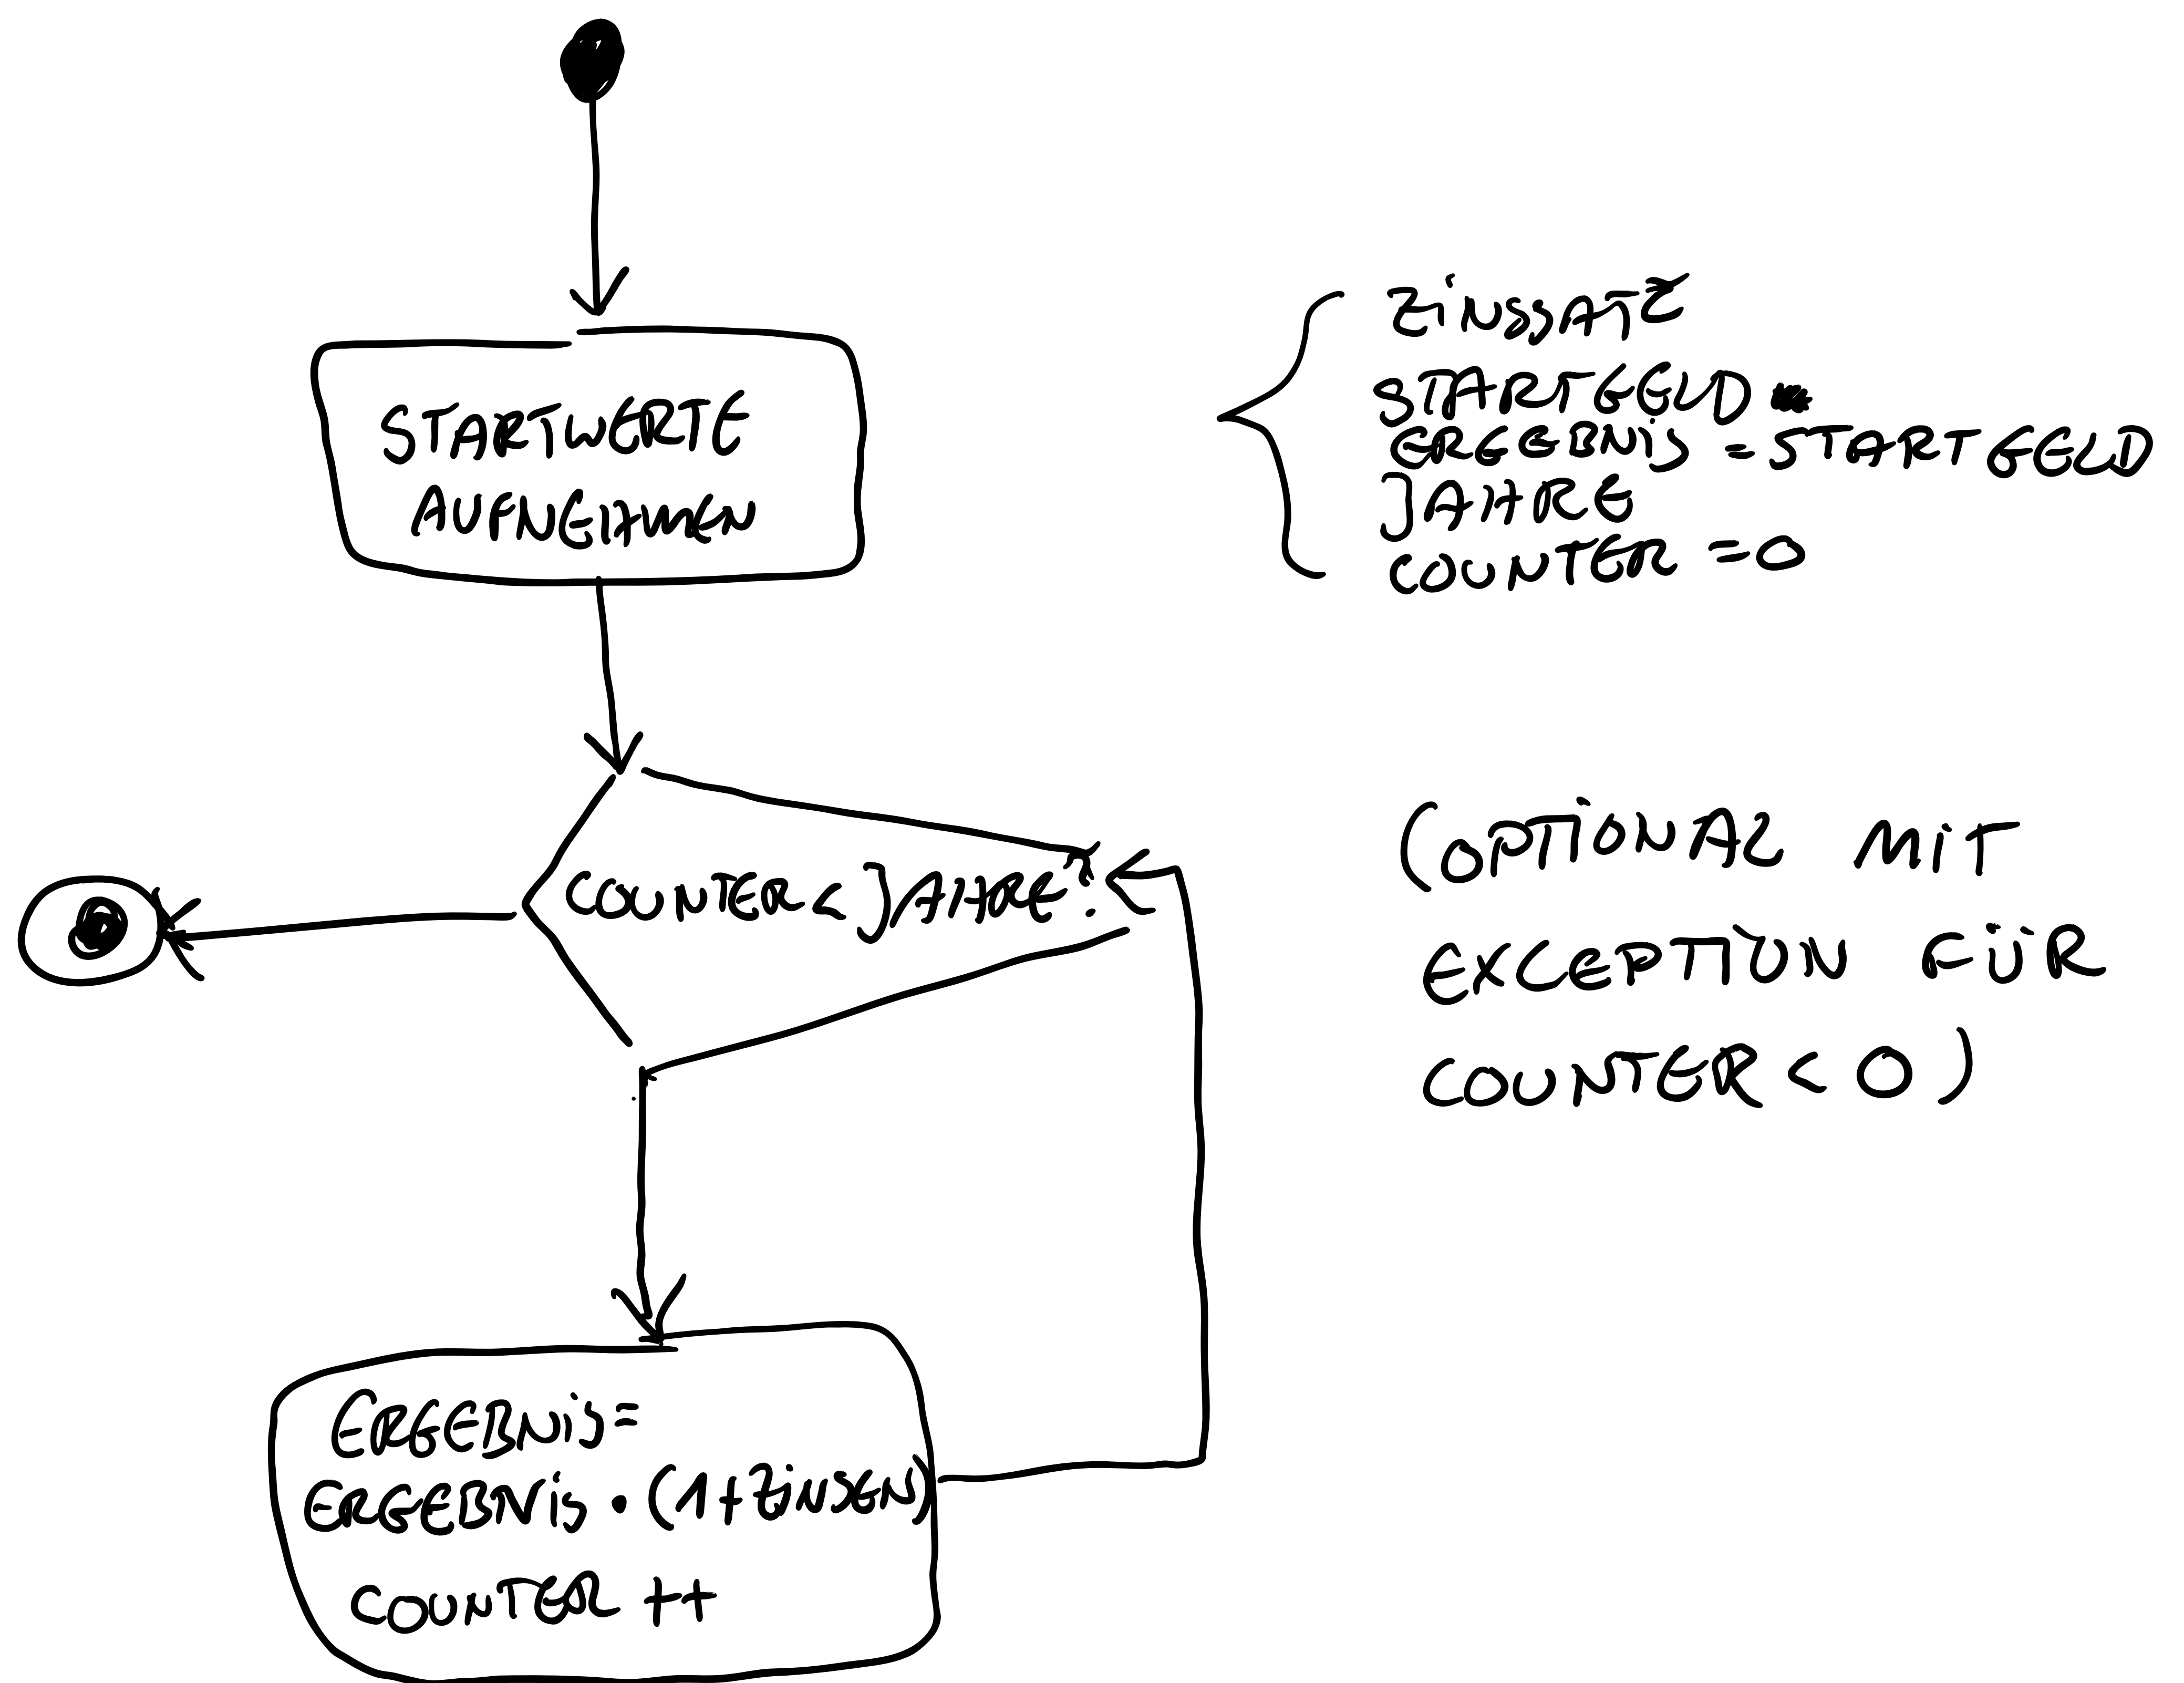 STARTWERTE
AUFNEHMEN
ZINSSATZ
STARTGELD
ERGEBNIS = STARTGELD
JAHRE
COUNTER = 0
COUNTER < JAHRE?
(OPTIONAL MIT
EXCEPTION FÜR
COUNTER < 0)
ERGEBNIS =
ERGEBNIS • (1+ZINSSEN)
COUNTER ++